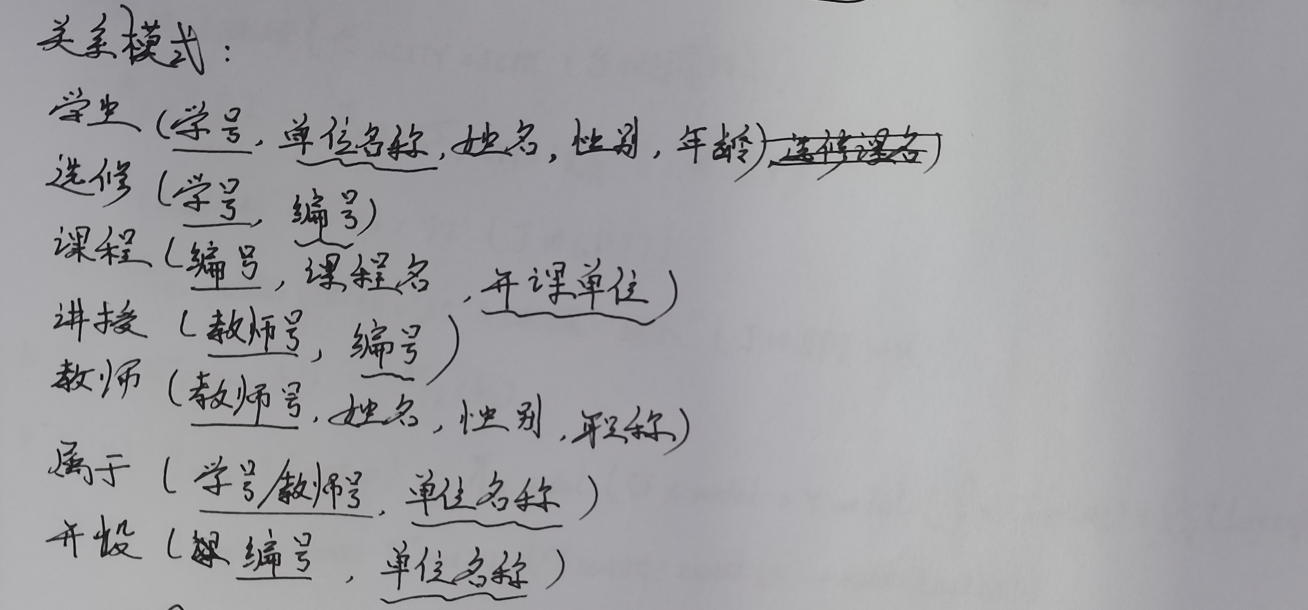 关系模式：
学生（学号，单位名称，姓名，性别，年龄）选修课名）
选修（学号，编号）
课程（编号，课程名，开课单位）
讲授（教师号，编号）
教师（教师号，姓名，性别，职称）
属于（学号/教师号，单位名称）
开设（编号，单位名称）